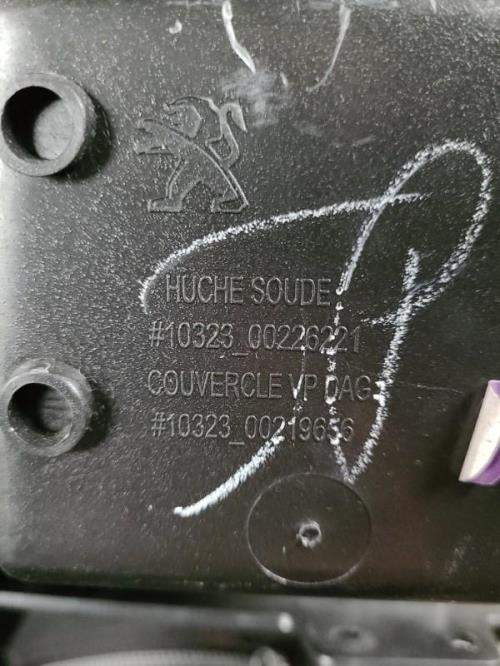 HUCHE SOUDE
#10323_00226221
COUVERCLE VP DAG
#10323_00219656